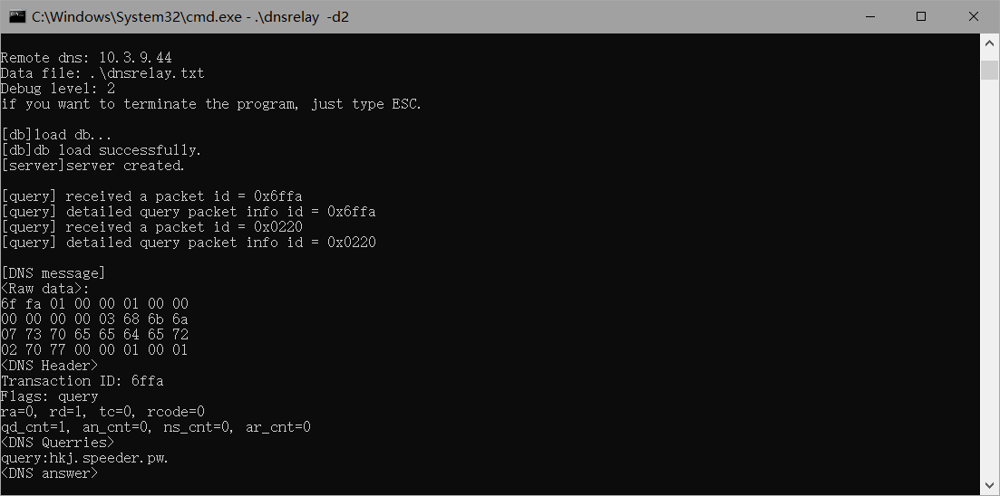 C:\Windows\System32\cmd.exe - .\dnsrelay -d2
Remote dns: 10.3.9.44
Data file: .\dnsrelay.txt
Debug level: 2
if you want to terminate the program, just type ESC.
[db]load db...
[db]db load successfully.
[server]server created.
[query] received a packet id = 0x6ffa
[query] detailed query packet info id = 0x6ffa
[query] received a packet id = 0x0220
[query] detailed query packet info id = 0x0220
[DNS message]
<Raw data>:
6f fa 01 00 00 01 00 00
00 00 00 00 03 68 6b 6a
07 73 70 65 65 64 65 72
02 70 77 00 00 01 00 01
<DNS Header>
Transaction ID: 6ffa
Flags: query
ra=0, rd=1, tc=0, rcode=0
qd_cnt=1, an_cnt=0, ns_cnt=0, ar_cnt=0
<DNS Querries>
query:hkj.speeder.pw.
<DNS answer>